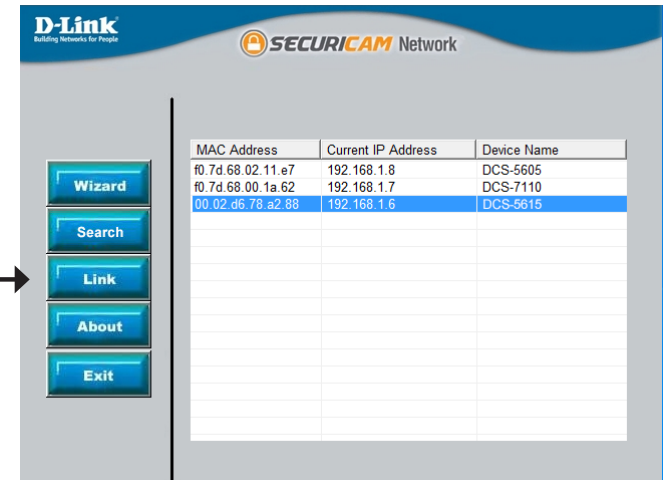 D-Link
Building Networks for People
SECURICAM Network
Wizard
Search
Link
About
Exit
MAC Address Current IP Address Device Name
f0.7d.68.02.11.e7 192.168.1.8 DCS-5605
f0.7d.68.00.1a.62 192.168.1.7 DCS-7110
00.02.d6.78.a2.88 192.168.1.6 DCS-5615